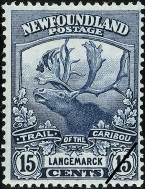 NEWFOUNDLAND
POSTAGE
TRAIL OF THE CARIBOU
LANGEMARCK
15 CENTS 15